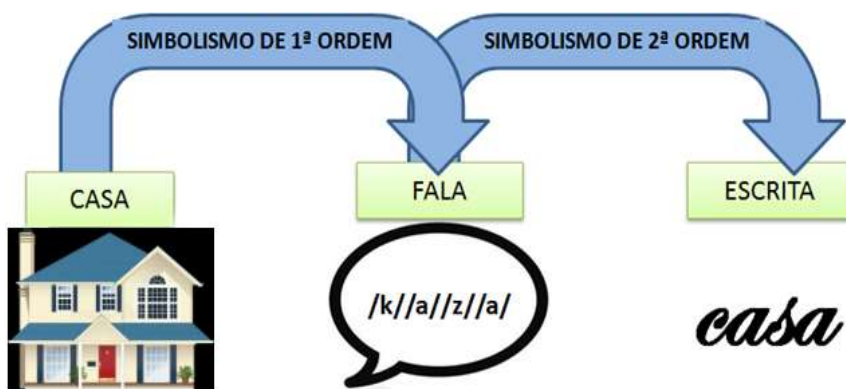 SIMBOLISMO DE 1ª ORDEM
SIMBOLISMO DE 2ª ORDEM
CASA
FALA
ESCRITA
/k//a//z//a/
casa